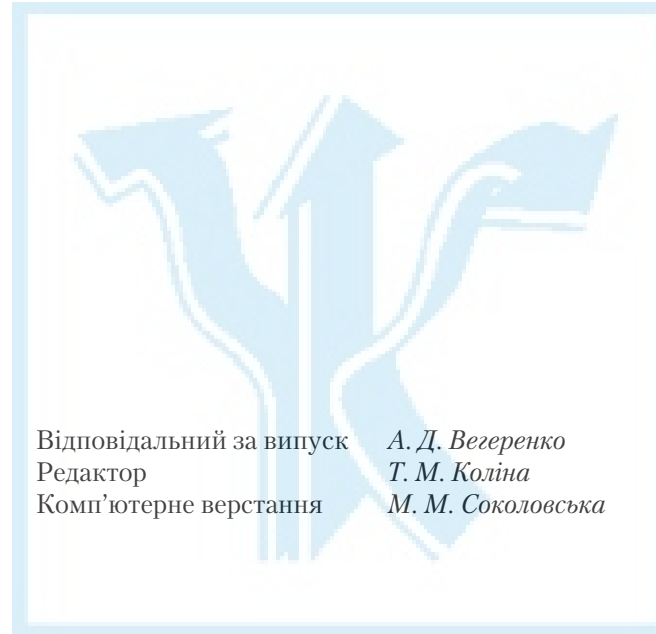 Відповідальний за випуск А. Д. Вегеренко
Редактор Т. М. Коліна
Комп’ютерне верстання М. М. Соколовська